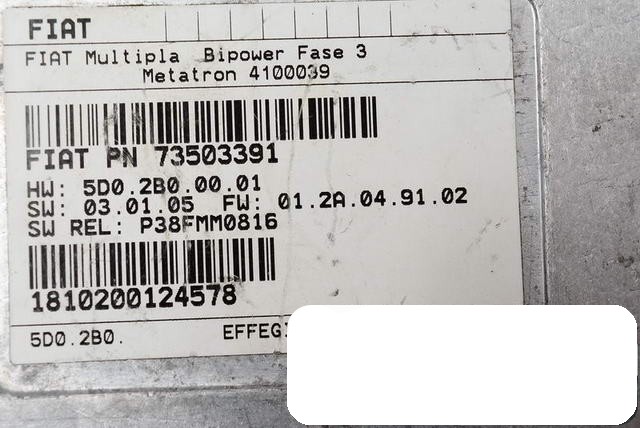 FIAT
FIAT Multipla Bipower Fase 3
Metatron 4100039
FIAT PN 73503391
HW: 5D0.2B0.00.01
SW: 03.01.05 FW: 01.2A.04.91.02
SW REL: P38FMM0816
1810200124578
5D0.2B0.